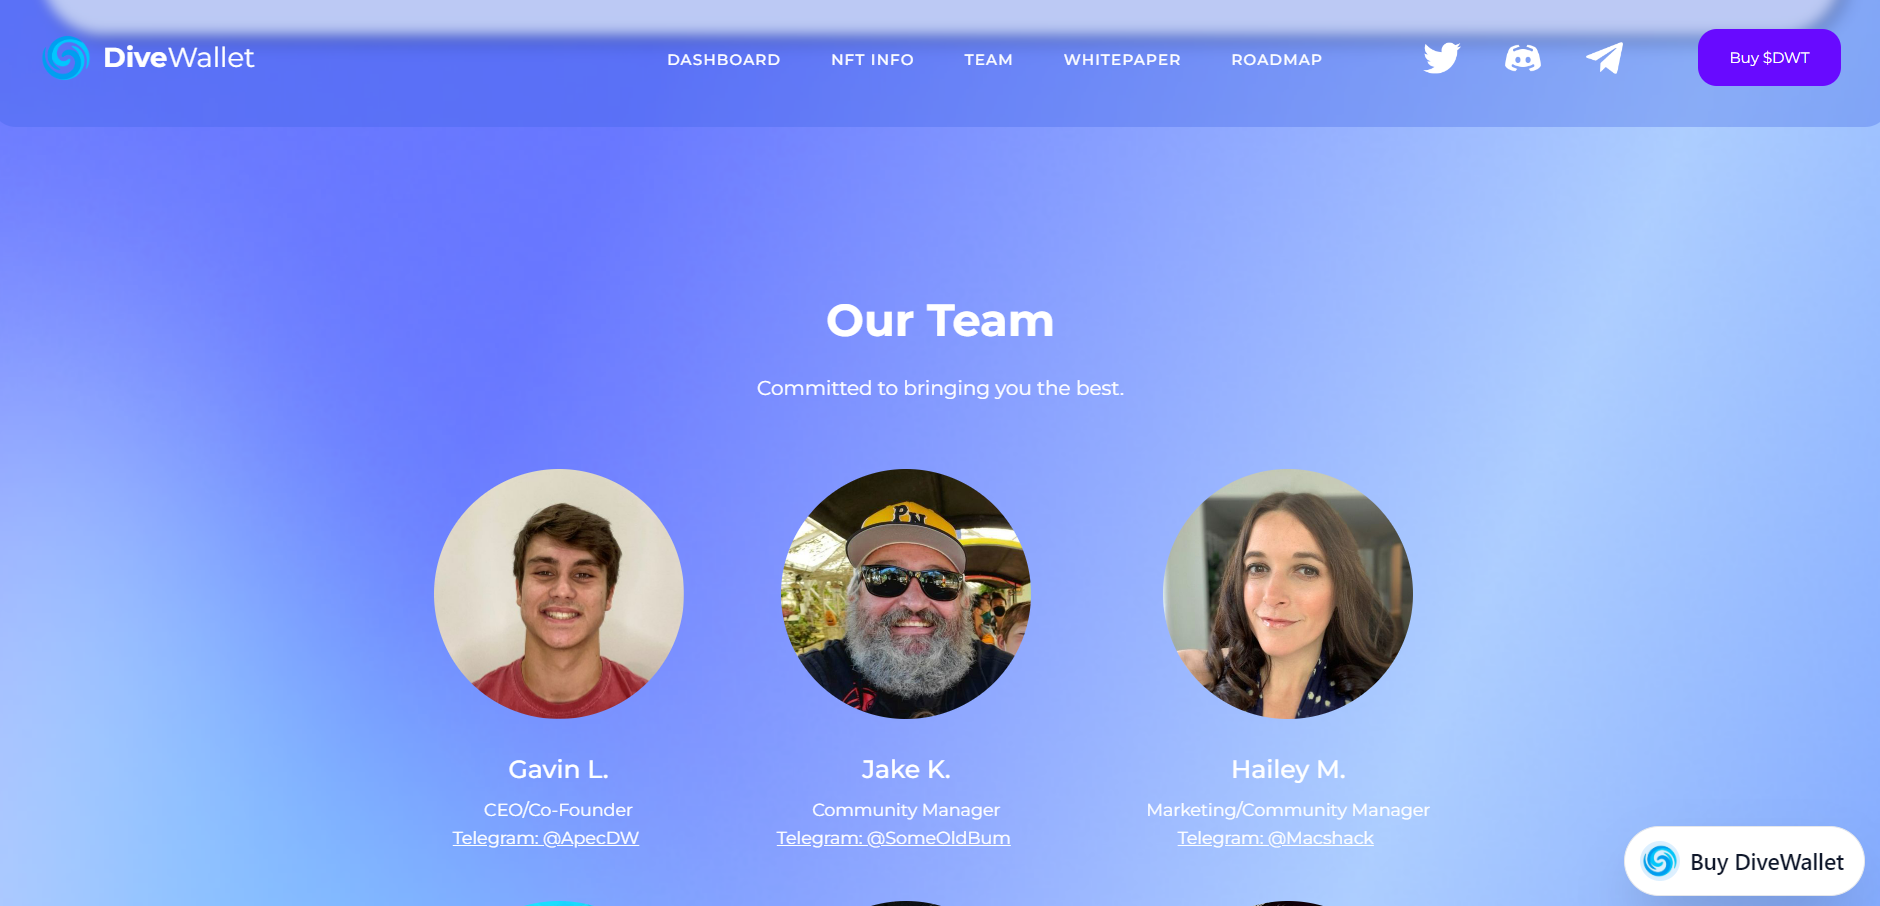 DiveWallet
DASHBOARD NFT INFO TEAM WHITEPAPER ROADMAP
Buy $DWT
Our Team
Committed to bringing you the best.
PN
Gavin L.
CEO/Co-Founder
Telegram: @ApecDW
Jake K.
Community Manager
Telegram: @SomeOldBum
Hailey M.
Marketing/Community Manager
Telegram: @Macshack
Buy DiveWallet